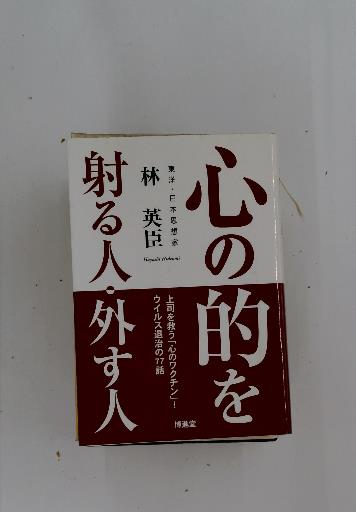 心の的を
射る人・外す人
東洋・日本思想家
林 英臣
Hayashi Hideomi
上司を救う「心のワクチン」！
ウイルス退治の77話
博進堂